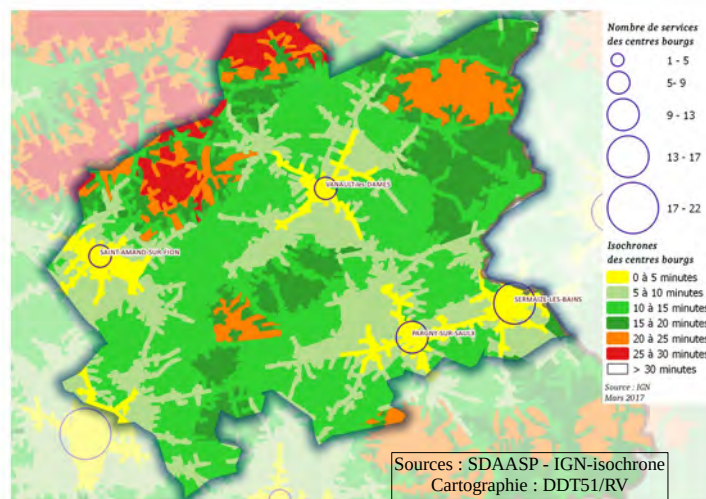 Nombre de services
des centres bourgs
1 - 5
5- 9
9 - 13
13 - 17
17 - 22
Isochrones
des centres bourgs
0 à 5 minutes
5 à 10 minutes
10 à 15 minutes
15 à 20 minutes
20 à 25 minutes
25 à 30 minutes
> 30 minutes
Source : IGN
Mars 2017
VANAULT-les-DAMES
SAINT-AMAND-SUR-FION
SERMAIZE-LES-BAINS
PARGNY-SUR-SAULX
Sources : SDAASP - IGN-isochrone
Cartographie : DDT51/RV